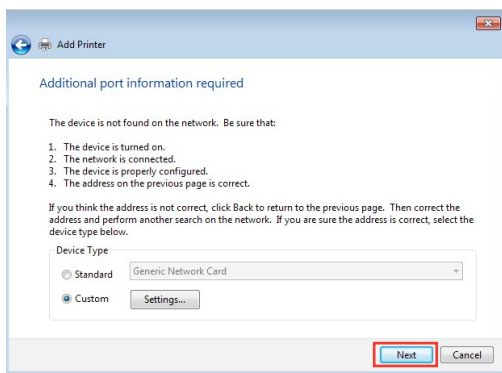 Add Printer
Additional port information required
The device is not found on the network. Be sure that:
1. The device is turned on.
2. The network is connected.
3. The device is properly configured.
4. The address on the previous page is correct.
If you think the address is not correct, click Back to return to the previous page. Then correct the
address and perform another search on the network. If you are sure the address is correct, select the
device type below.
Device Type
Standard Generic Network Card
Custom Settings...
Next Cancel